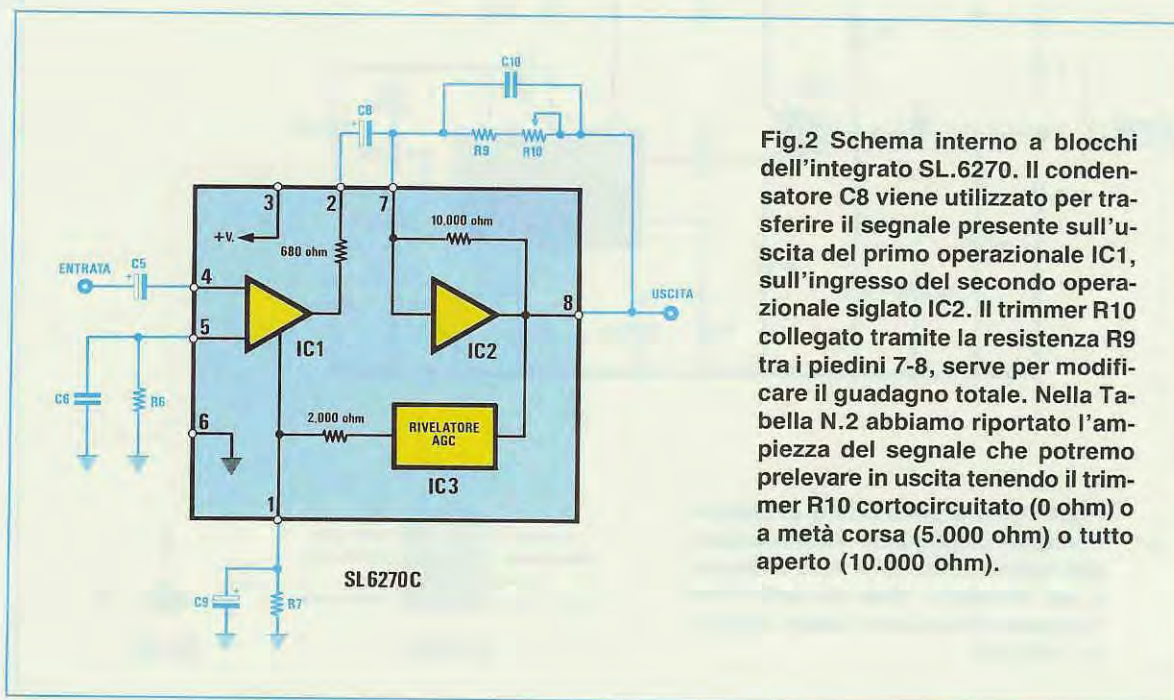 C10
C8
R9
R10
3
2
7
+V.
680 ohm
10.000 ohm
ENTRATA
C5
4
5
IC1
IC2
8
USCITA
C6
R6
6
2.000 ohm
RIVELATORE
AGC
IC3
1
SL6270C
C9
R7
Fig.2 Schema interno a blocchi
dell'integrato SL.6270. Il conden-
satore C8 viene utilizzato per tra-
sferire il segnale presente sull'u-
scita del primo operazionale IC1,
sull'ingresso del secondo opera-
zionale siglato IC2. Il trimmer R10
collegato tramite la resistenza R9
tra i piedini 7-8, serve per modifi-
care il guadagno totale. Nella Ta-
bella N.2 abbiamo riportato l'am-
piezza del segnale che potremo
prelevare in uscita tenendo il trim-
mer R10 cortocircuitato (0 ohm) o
a metà corsa (5.000 ohm) o tutto
aperto (10.000 ohm).